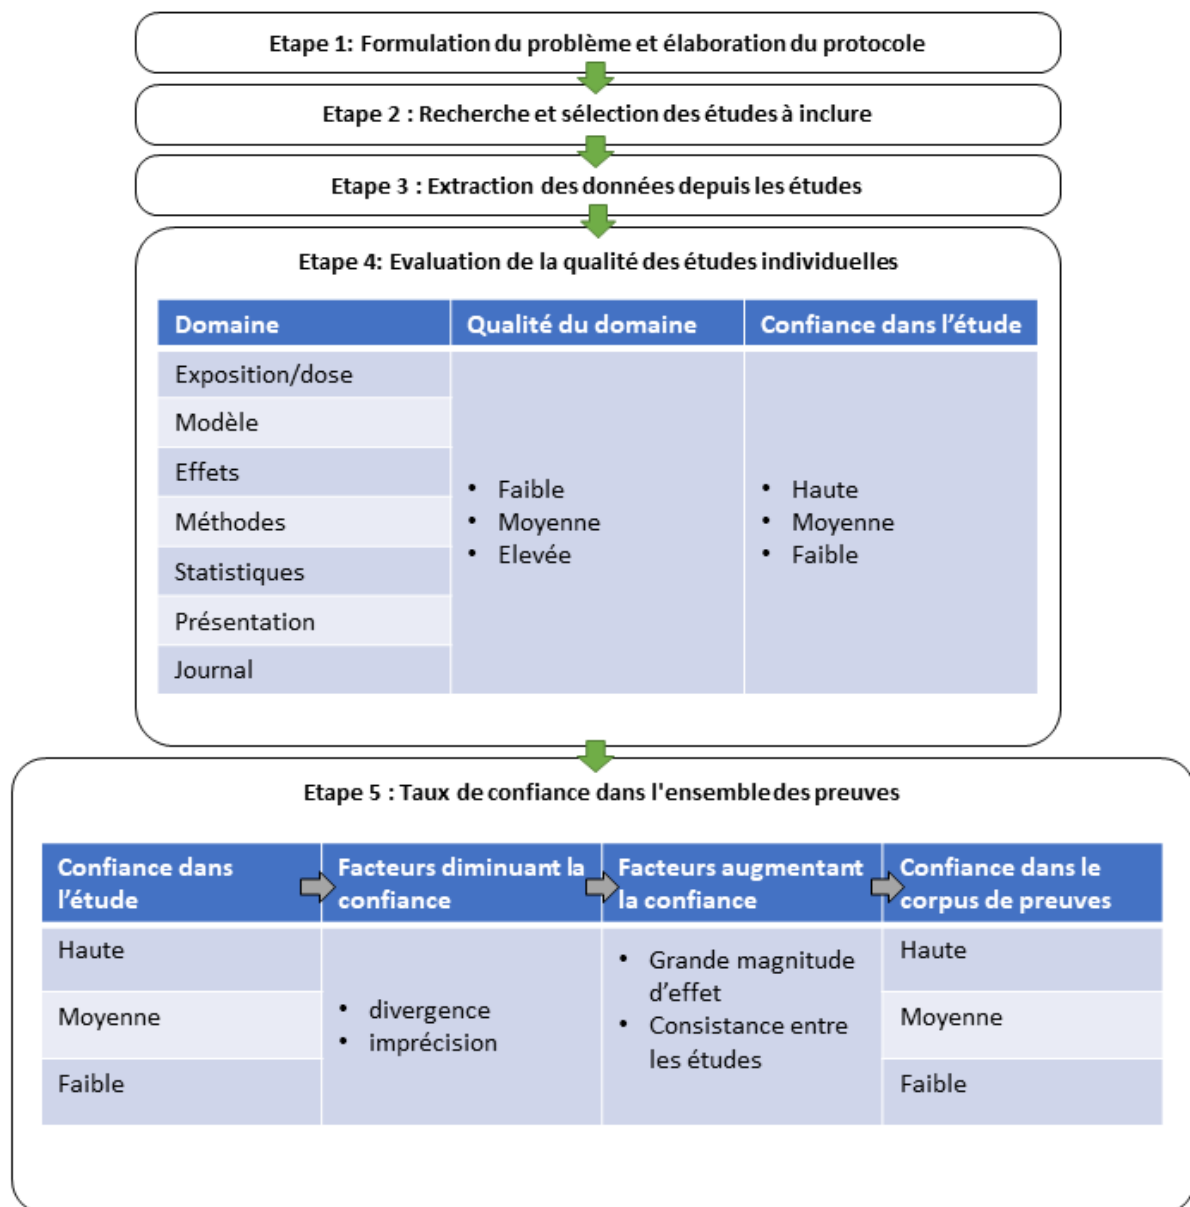 Etape 1: Formulation du problème et élaboration du protocole
Etape 2 : Recherche et sélection des études à inclure
Etape 3 : Extraction des données depuis les études
Etape 4: Evaluation de la qualité des études individuelles
Domaine
Qualité du domaine
Confiance dans l'étude
Exposition/dose
Modèle
Effets
Méthodes
Statistiques
Présentation
Journal
• Faible
• Moyenne
• Elevée
• Haute
• Moyenne
• Faible
Etape 5 : Taux de confiance dans l'ensemble des preuves
Confiance dans
l'étude
Facteurs diminuant la
confiance
Facteurs augmentant
la confiance
Confiance dans le
corpus de preuves
Haute
Moyenne
Faible
• divergence
• imprécision
• Grande magnitude
d'effet
• Consistance entre
les études
Haute
Moyenne
Faible